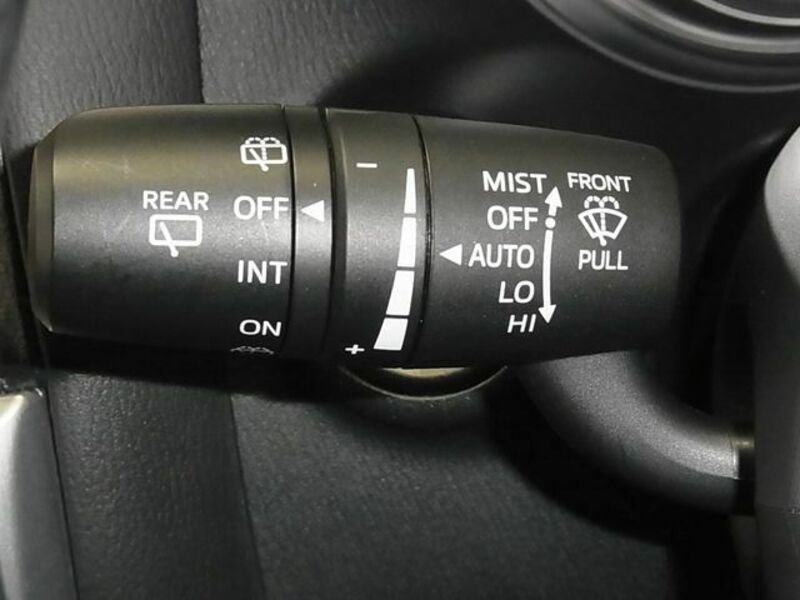 REAR
OFF
INT
ON
−
+
MIST
OFF
AUTO
LO
HI
FRONT
PULL